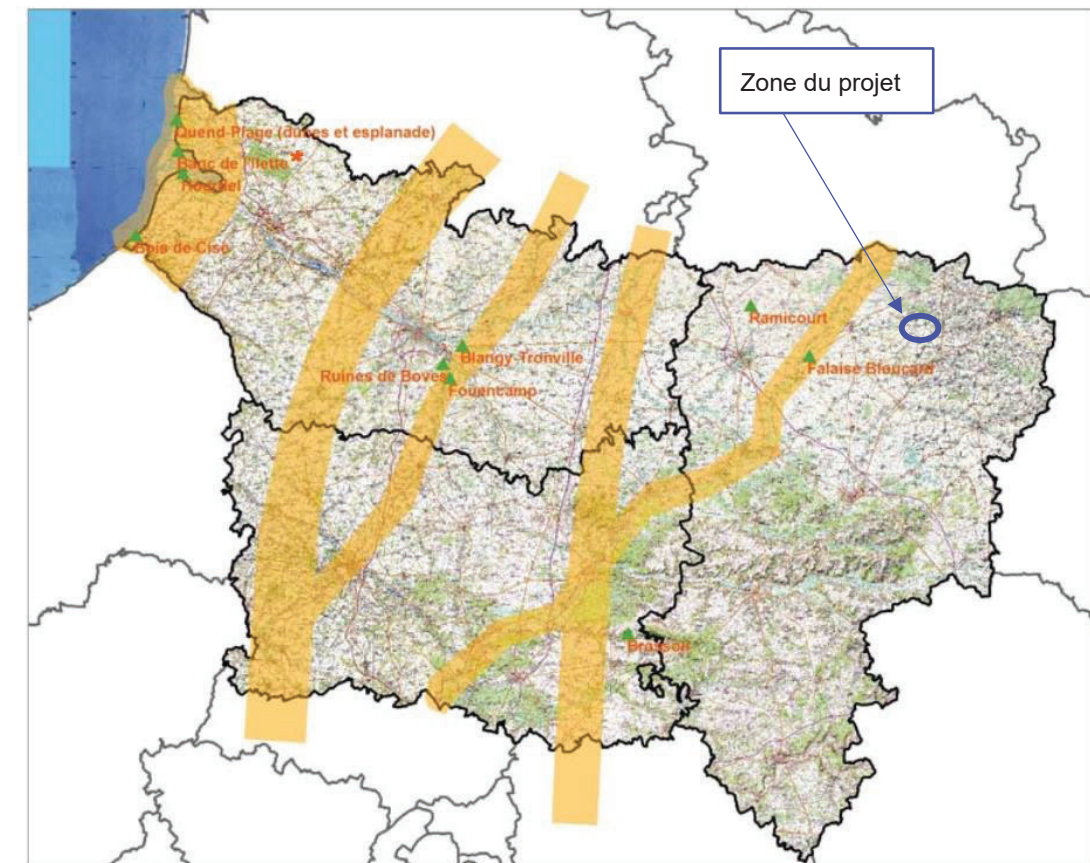 Zone du projet
Quend-Plage (dunes et esplanade)
Banc de l'Ilette
Hourdel
Bois de Cise
Ramicourt
Blangy-Tronville
Falaise Bloucard
Ruines de Boves
Fouencamp